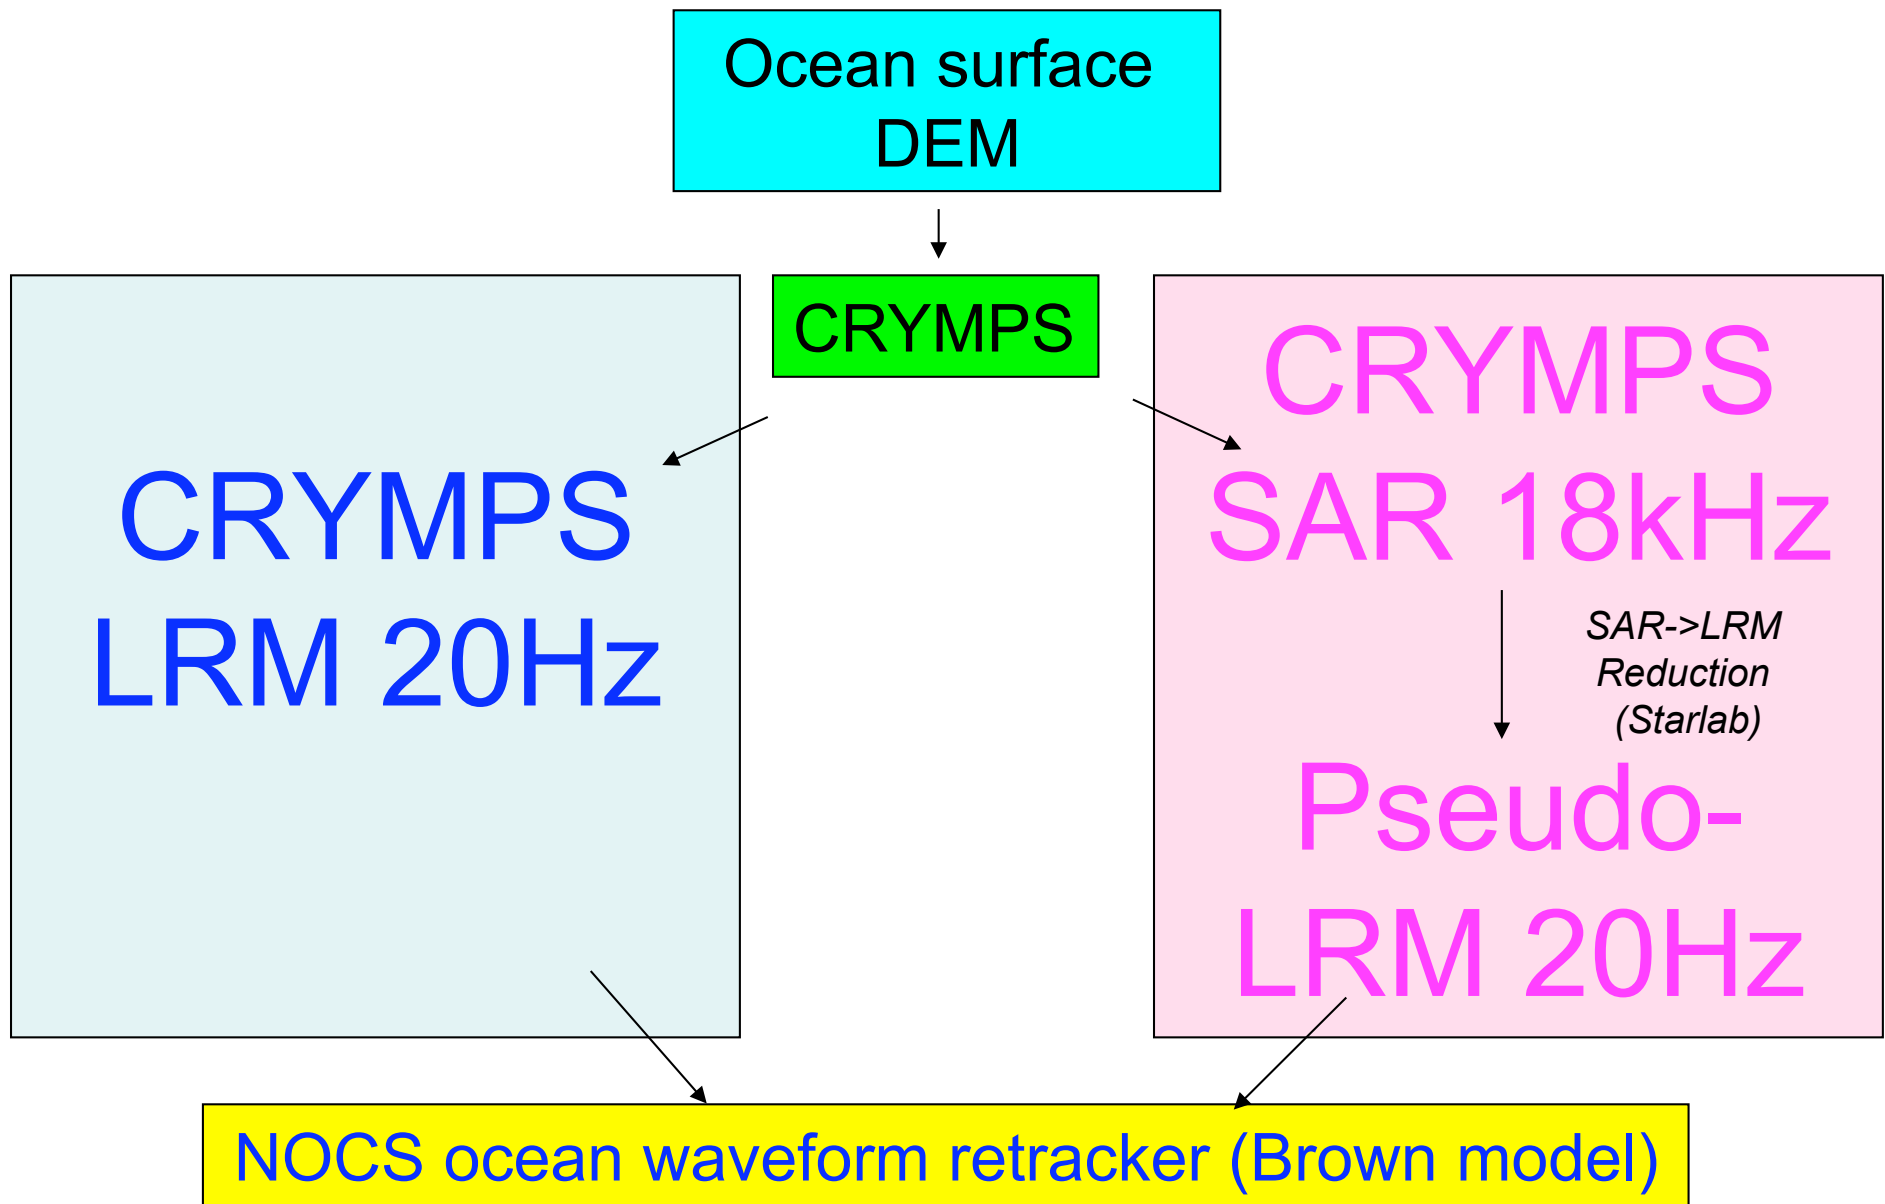 Ocean surface
DEM
CRYMPS
CRYMPS
LRM 20Hz
CRYMPS
SAR 18kHz
SAR->LRM
Reduction
(Starlab)
Pseudo-
LRM 20Hz
NOCS ocean waveform retracker (Brown model)